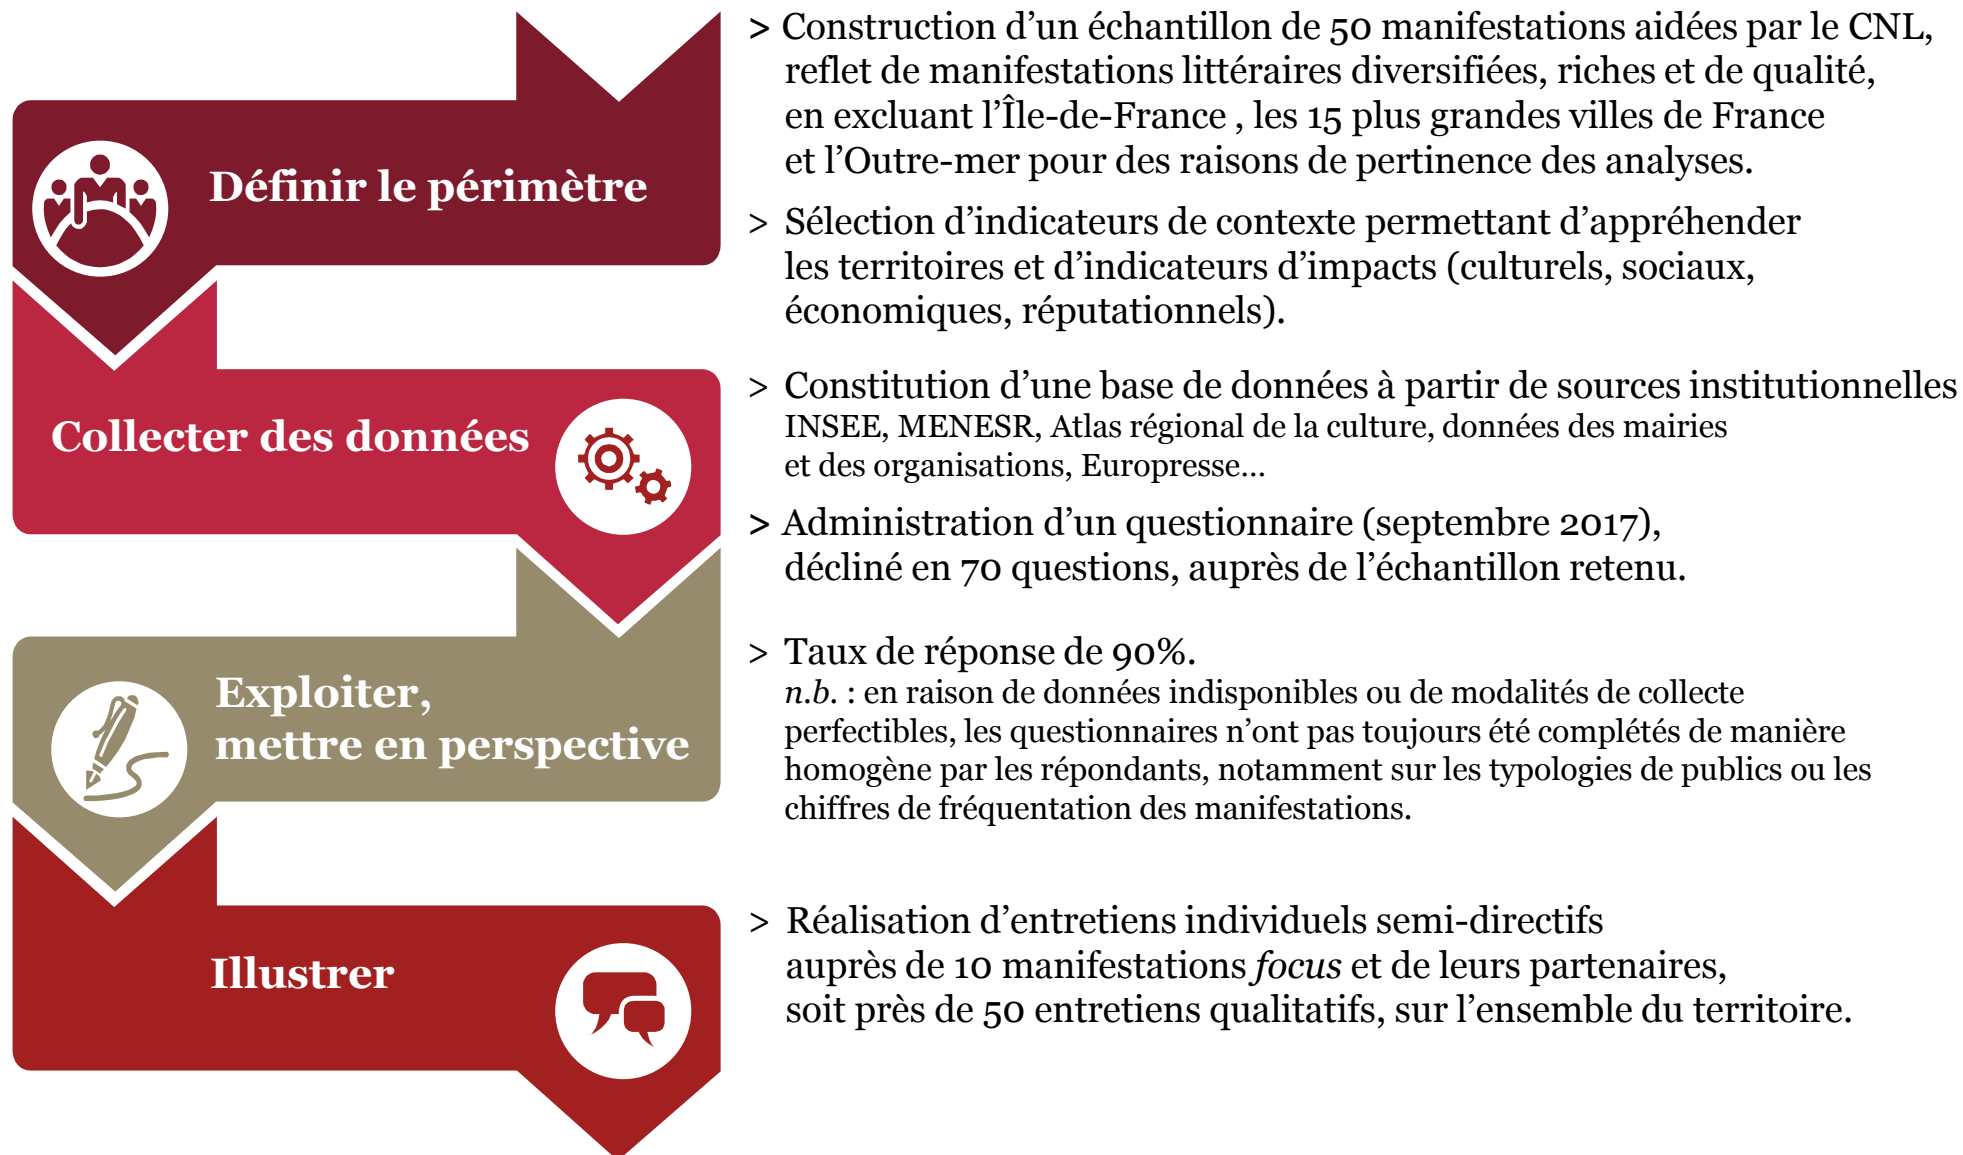 Définir le périmètre
> Construction d’un échantillon de 50 manifestations aidées par le CNL,
reflet de manifestations littéraires diversifiées, riches et de qualité,
en excluant l’Île-de-France , les 15 plus grandes villes de France
et l’Outre-mer pour des raisons de pertinence des analyses.
> Sélection d’indicateurs de contexte permettant d’appréhender
les territoires et d’indicateurs d’impacts (culturels, sociaux,
économiques, réputationnels).
Collecter des données
> Constitution d’une base de données à partir de sources institutionnelles
INSEE, MENESR, Atlas régional de la culture, données des mairies
et des organisations, Europresse…
> Administration d’un questionnaire (septembre 2017),
décliné en 70 questions, auprès de l’échantillon retenu.
Exploiter,
mettre en perspective
> Taux de réponse de 90%.
n.b. : en raison de données indisponibles ou de modalités de collecte
perfectibles, les questionnaires n’ont pas toujours été complétés de manière
homogène par les répondants, notamment sur les typologies de publics ou les
chiffres de fréquentation des manifestations.
Illustrer
> Réalisation d’entretiens individuels semi-directifs
auprès de 10 manifestations focus et de leurs partenaires,
soit près de 50 entretiens qualitatifs, sur l’ensemble du territoire.